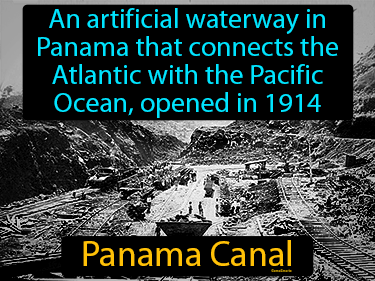 An artificial waterway in
Panama that connects the
Atlantic with the Pacific
Ocean, opened in 1914
Panama Canal